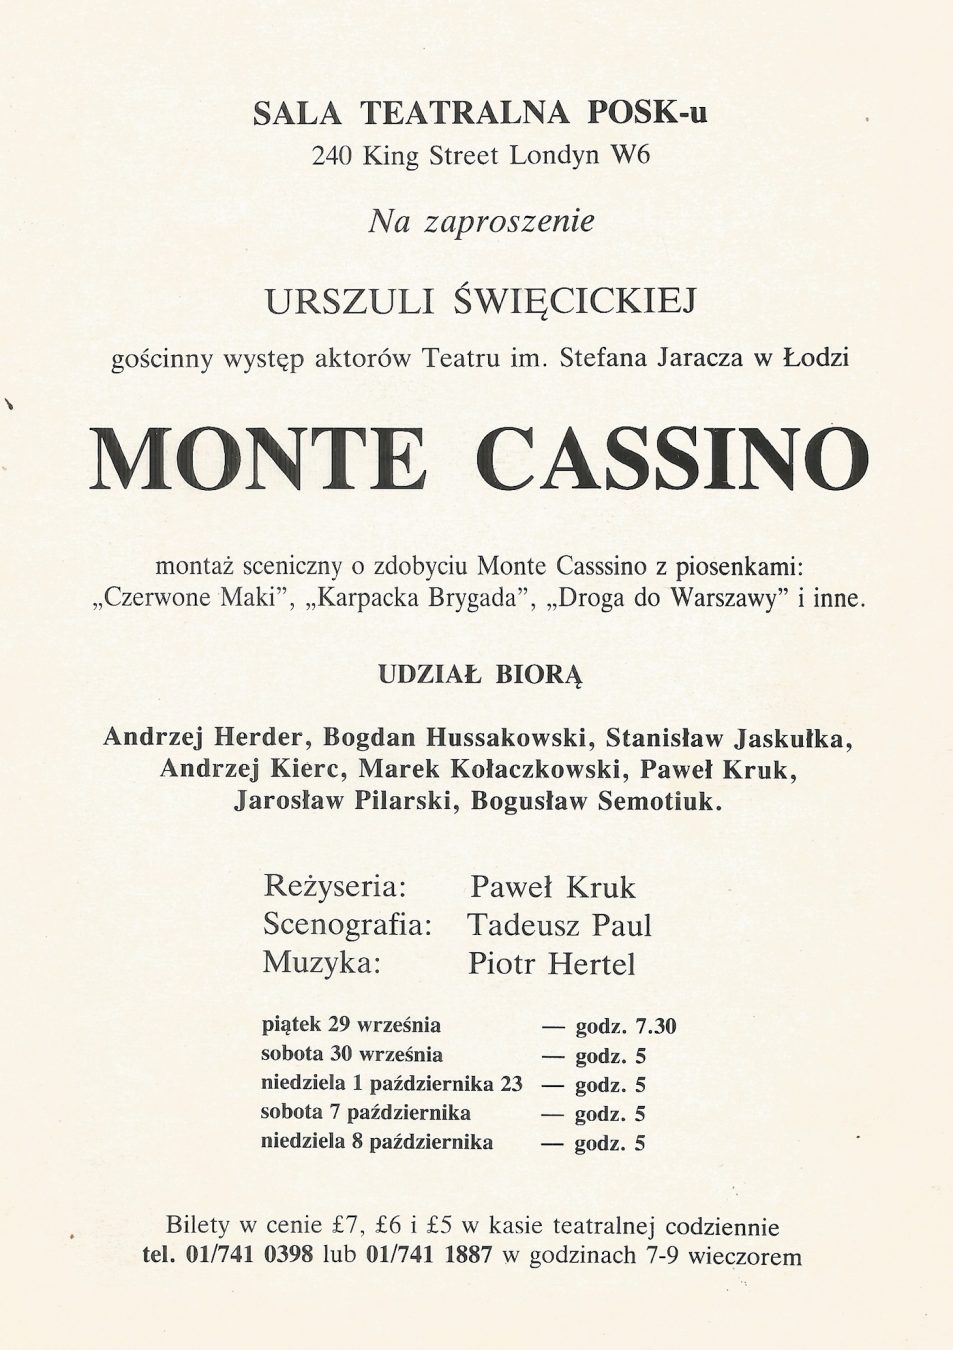 SALA TEATRALNA POSK-u
240 King Street Londyn W6
Na zaproszenie
URSZULI ŚWIĘCICKIEJ
gościnny występ aktorów Teatru im. Stefana Jaracza w Łodzi
MONTE CASSINO
montaż sceniczny o zdobyciu Monte Casssino z piosenkami:
„Czerwone Maki”, „Karpacka Brygada”, „Droga do Warszawy” i inne.
UDZIAŁ BIORĄ
Andrzej Herder, Bogdan Hussakowski, Stanisław Jaskułka,
Andrzej Kierc, Marek Kołaczkowski, Paweł Kruk,
Jarosław Pilarski, Bogusław Semotiuk.
Reżyseria: Paweł Kruk
Scenografia: Tadeusz Paul
Muzyka: Piotr Hertel
piątek 29 września — godz. 7.30
sobota 30 września — godz. 5
niedziela 1 października 23 — godz. 5
sobota 7 października — godz. 5
niedziela 8 października — godz. 5
Bilety w cenie £7, £6 i £5 w kasie teatralnej codziennie
tel. 01/741 0398 lub 01/741 1887 w godzinach 7-9 wieczorem